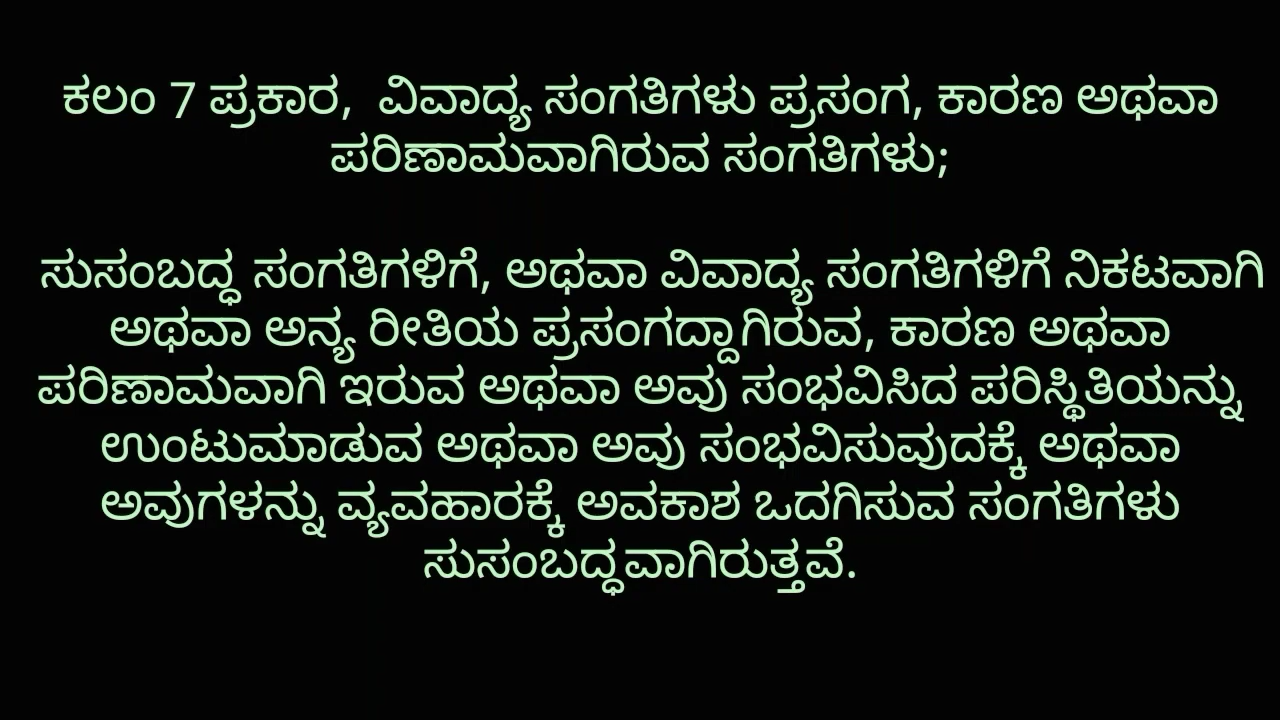 ಕಲಂ 7 ಪ್ರಕಾರ, ವಿವಾದ್ಯ ಸಂಗತಿಗಳು ಪ್ರಸಂಗ, ಕಾರಣ ಅಥವಾ
ಪರಿಣಾಮವಾಗಿರುವ ಸಂಗತಿಗಳು;
ಸುಸಂಬದ್ಧ ಸಂಗತಿಗಳಿಗೆ, ಅಥವಾ ವಿವಾದ್ಯ ಸಂಗತಿಗಳಿಗೆ ನಿಕಟವಾಗಿ
ಅಥವಾ ಅನ್ಯ ರೀತಿಯ ಪ್ರಸಂಗದ್ದಾಗಿರುವ, ಕಾರಣ ಅಥವಾ
ಪರಿಣಾಮವಾಗಿ ಇರುವ ಅಥವಾ ಅವು ಸಂಭವಿಸಿದ ಪರಿಸ್ಥಿತಿಯನ್ನು
ಉಂಟುಮಾಡುವ ಅಥವಾ ಅವು ಸಂಭವಿಸುವುದಕ್ಕೆ ಅಥವಾ
ಅವುಗಳನ್ನು ವ್ಯವಹಾರಕ್ಕೆ ಅವಕಾಶ ಒದಗಿಸುವ ಸಂಗತಿಗಳು
ಸುಸಂಬದ್ಧವಾಗಿರುತ್ತವೆ.